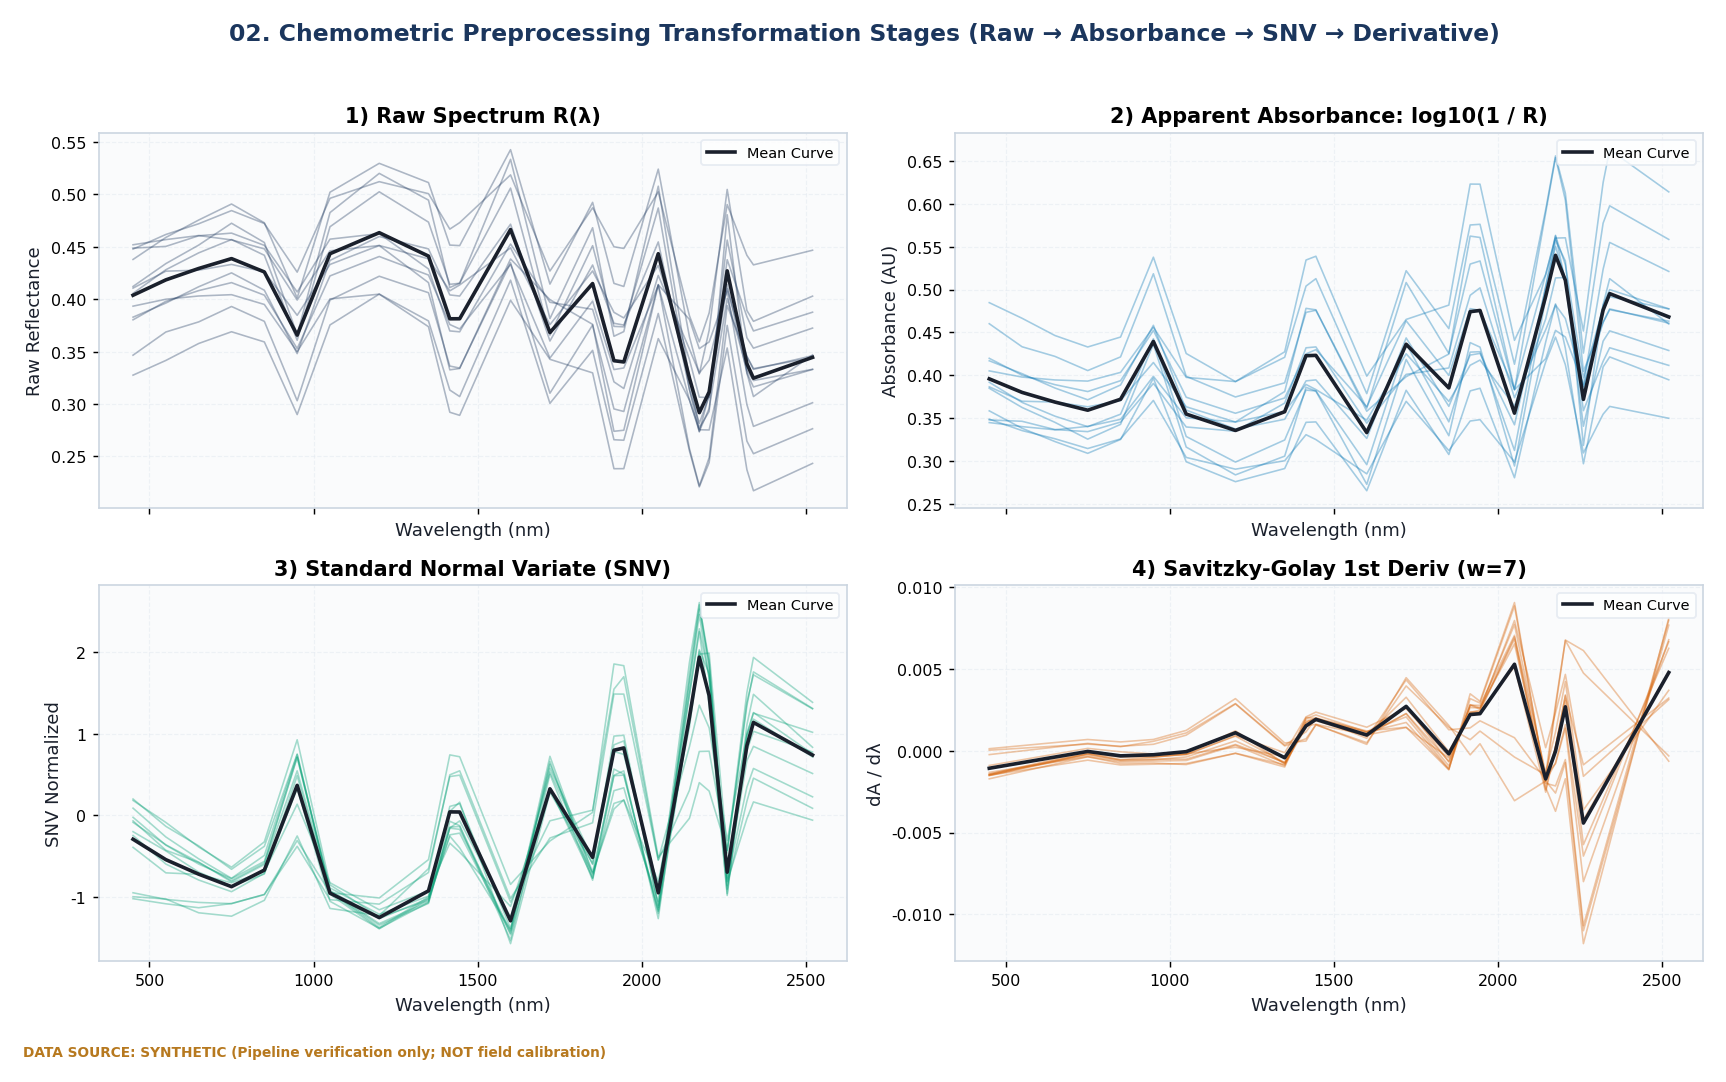 02. Chemometric Preprocessing Transformation Stages (Raw → Absorbance → SNV → Derivative)
1) Raw Spectrum R(λ)
Mean Curve
0.55
0.50
0.45
0.40
0.35
0.30
0.25
Raw Reflectance
Wavelength (nm)
2) Apparent Absorbance: log10(1 / R)
Mean Curve
0.65
0.60
0.55
0.50
0.45
0.40
0.35
0.30
0.25
Absorbance (AU)
Wavelength (nm)
3) Standard Normal Variate (SNV)
Mean Curve
2
1
0
-1
SNV Normalized
500 1000 1500 2000 2500
Wavelength (nm)
4) Savitzky-Golay 1st Deriv (w=7)
Mean Curve
0.010
0.005
0.000
-0.005
-0.010
dA / dλ
500 1000 1500 2000 2500
Wavelength (nm)
DATA SOURCE: SYNTHETIC (Pipeline verification only; NOT field calibration)